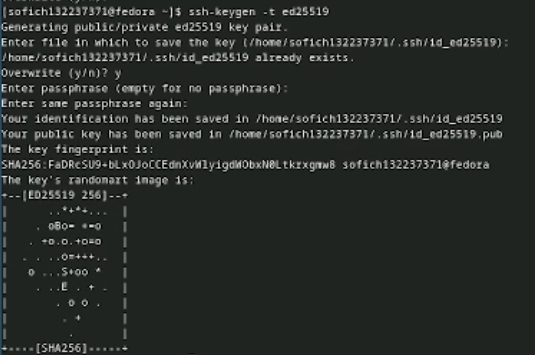 [sofich132237371@fedora ~]$ ssh-keygen -t ed25519
Generating public/private ed25519 key pair.
Enter file in which to save the key (/home/sofich132237371/.ssh/id_ed25519):
/home/sofich132237371/.ssh/id_ed25519 already exists.
Overwrite (y/n)? y
Enter passphrase (empty for no passphrase):
Enter same passphrase again:
Your identification has been saved in /home/sofich132237371/.ssh/id_ed25519
Your public key has been saved in /home/sofich132237371/.ssh/id_ed25519.pub
The key fingerprint is:
sofich132237371@fedora
The key's randomart image is:
+--[ED25519 256]--+
|      ..*+*+...  |
|    . oBo= +=o   |
|   . +o.o.+o=o   |
|  . . ..o=+++..  |
|   o ...S+oo *   |
|    . ..E . + .  |
|       . o o .   |
|        . +      |
|         .       |
+----[SHA256]-----+